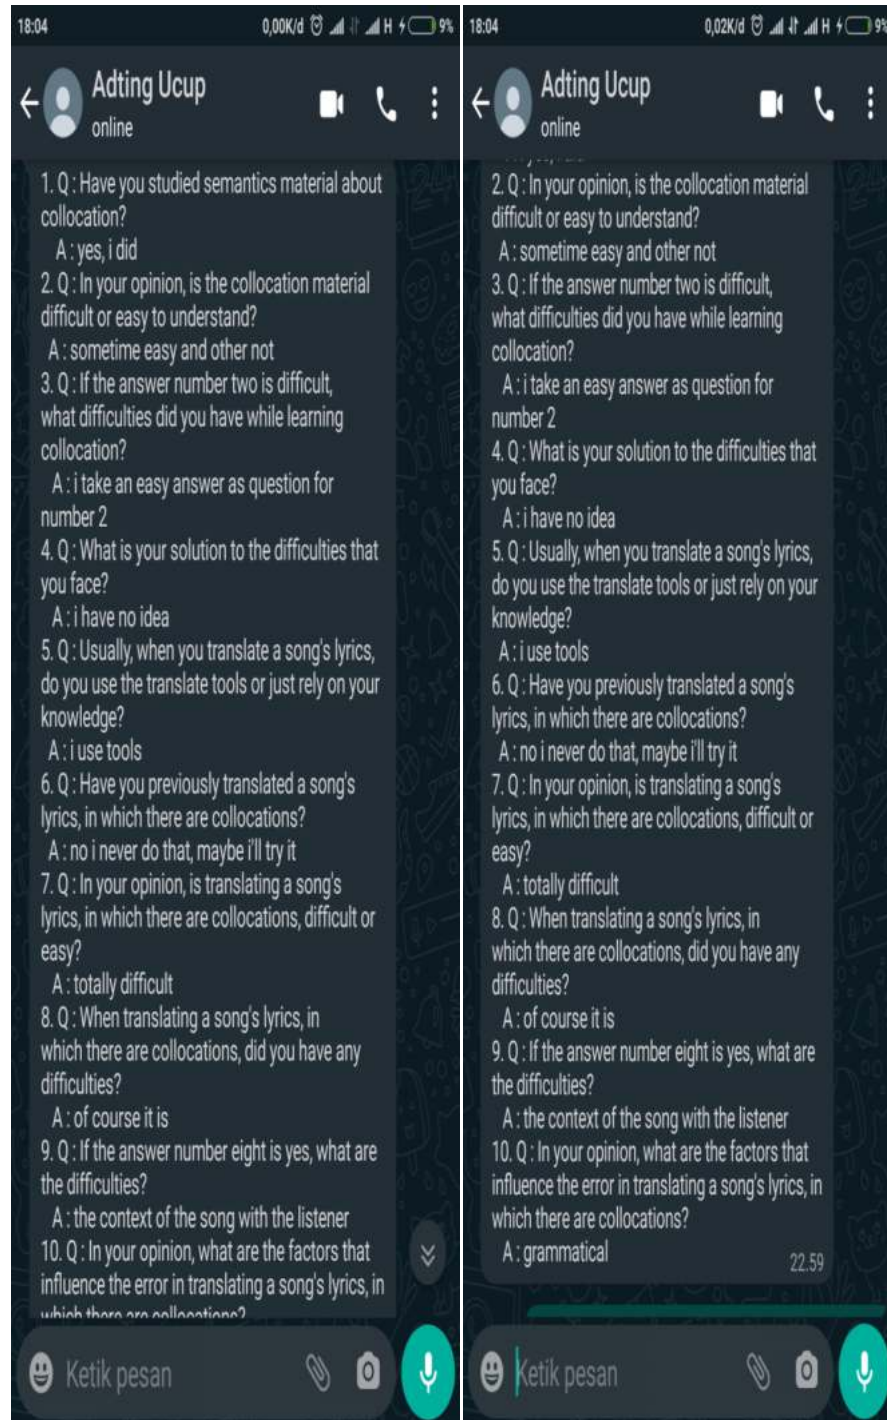 18:04
0,00K/d
H
9%
Adting Ucup
online
1. Q : Have you studied semantics material about
collocation?
A : yes, i did
2. Q : In your opinion, is the collocation material
difficult or easy to understand?
A : sometime easy and other not
3. Q : If the answer number two is difficult,
what difficulties did you have while learning
collocation?
A : i take an easy answer as question for
number 2
4. Q : What is your solution to the difficulties that
you face?
A : i have no idea
5. Q : Usually, when you translate a song's lyrics,
do you use the translate tools or just rely on your
knowledge?
A : i use tools
6. Q : Have you previously translated a song's
lyrics, in which there are collocations?
A : no i never do that, maybe i'll try it
7. Q : In your opinion, is translating a song's
lyrics, in which there are collocations, difficult or
easy?
A : totally difficult
8. Q : When translating a song's lyrics, in
which there are collocations, did you have any
difficulties?
A : of course it is
9. Q : If the answer number eight is yes, what are
the difficulties?
A : the context of the song with the listener
10. Q : In your opinion, what are the factors that
influence the error in translating a song's lyrics, in
which there are collocations?
Ketik pesan
18:04
0,02K/d
H
9%
Adting Ucup
online
2. Q : In your opinion, is the collocation material
difficult or easy to understand?
A : sometime easy and other not
3. Q : If the answer number two is difficult,
what difficulties did you have while learning
collocation?
A : i take an easy answer as question for
number 2
4. Q : What is your solution to the difficulties that
you face?
A : i have no idea
5. Q : Usually, when you translate a song's lyrics,
do you use the translate tools or just rely on your
knowledge?
A : i use tools
6. Q : Have you previously translated a song's
lyrics, in which there are collocations?
A : no i never do that, maybe i'll try it
7. Q : In your opinion, is translating a song's
lyrics, in which there are collocations, difficult or
easy?
A : totally difficult
8. Q : When translating a song's lyrics, in
which there are collocations, did you have any
difficulties?
A : of course it is
9. Q : If the answer number eight is yes, what are
the difficulties?
A : the context of the song with the listener
10. Q : In your opinion, what are the factors that
influence the error in translating a song's lyrics, in
which there are collocations?
A : grammatical
22.59
Ketik pesan